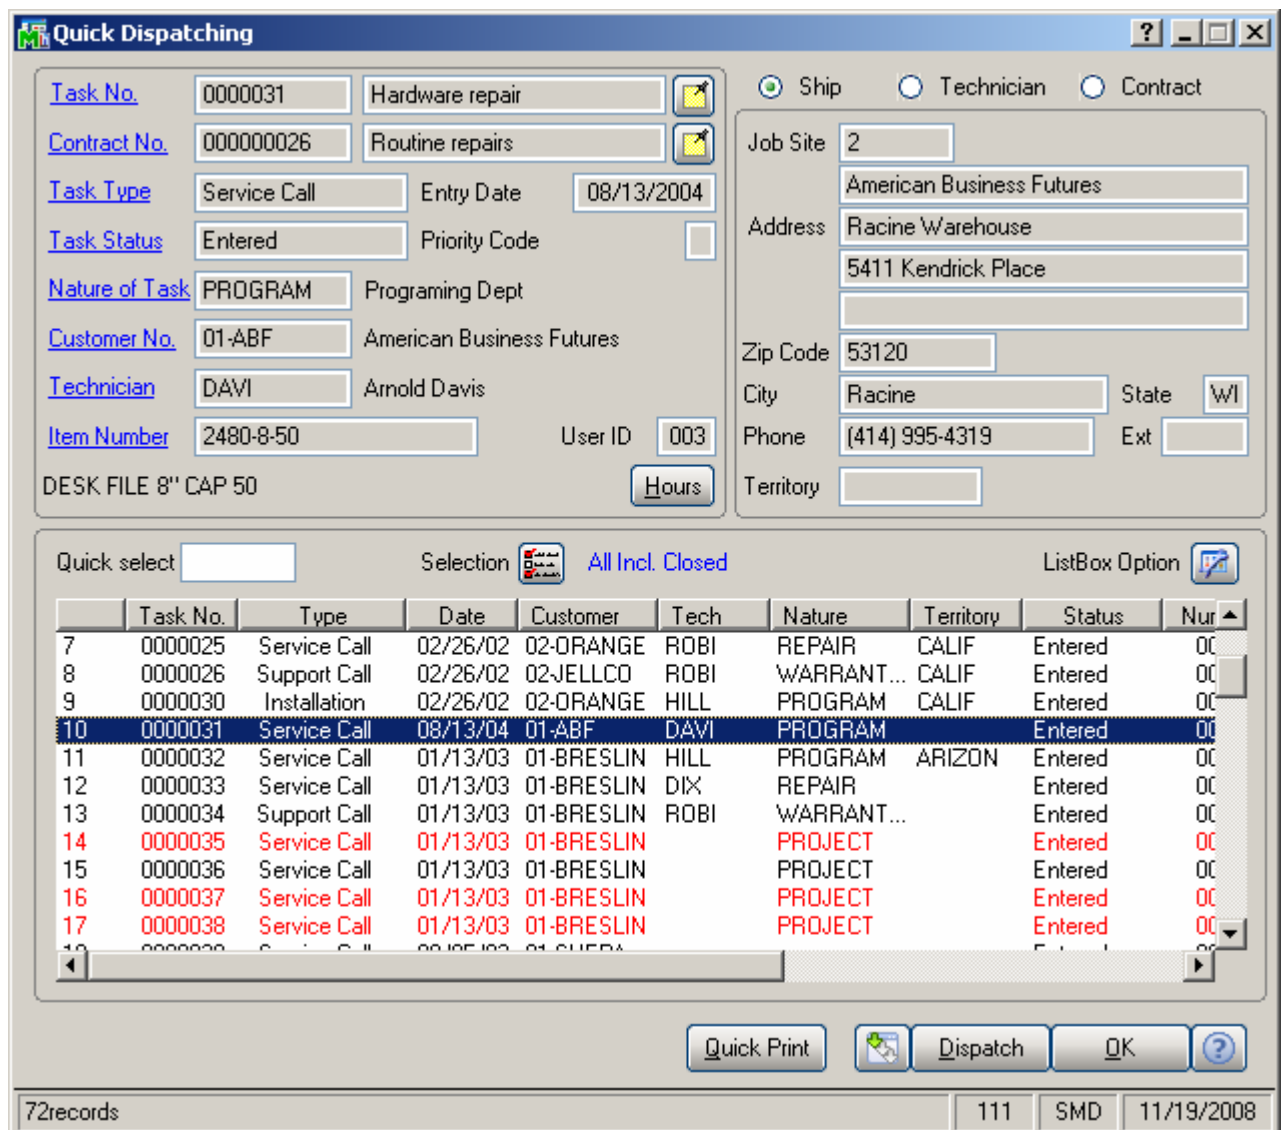 Quick Dispatching
Task No. 0000031 Hardware repair
Contract No. 000000026 Routine repairs
Task Type Service Call Entry Date 08/13/2004
Task Status Entered Priority Code
Nature of Task PROGRAM Programing Dept
Customer No. 01-ABF American Business Futures
Technician DAVI Arnold Davis
Item Number 2480-8-50 User ID 003
DESK FILE 8" CAP 50 Hours
Ship Technician Contract
Job Site 2
American Business Futures
Address Racine Warehouse
5411 Kendrick Place
Zip Code 53120
City Racine State WI
Phone (414) 995-4319 Ext
Territory
Quick select Selection All Incl. Closed ListBox Option
Task No. Type Date Customer Tech Nature Territory Status Nur
7 0000025 Service Call 02/26/02 02-ORANGE ROBI REPAIR CALIF Entered 00
8 0000026 Support Call 02/26/02 02-JELLCO ROBI WARRANT... CALIF Entered 00
9 0000030 Installation 02/26/02 02-ORANGE HILL PROGRAM CALIF Entered 00
10 0000031 Service Call 08/13/04 01-ABF DAVI PROGRAM Entered 00
11 0000032 Service Call 01/13/03 01-BRESLIN HILL PROGRAM ARIZON Entered 00
12 0000033 Service Call 01/13/03 01-BRESLIN DIX REPAIR Entered 00
13 0000034 Support Call 01/13/03 01-BRESLIN ROBI WARRANT... Entered 00
14 0000035 Service Call 01/13/03 01-BRESLIN PROJECT Entered 00
15 0000036 Service Call 01/13/03 01-BRESLIN PROJECT Entered 00
16 0000037 Service Call 01/13/03 01-BRESLIN PROJECT Entered 00
17 0000038 Service Call 01/13/03 01-BRESLIN PROJECT Entered 00
Quick Print Dispatch OK
72records 111 SMD 11/19/2008